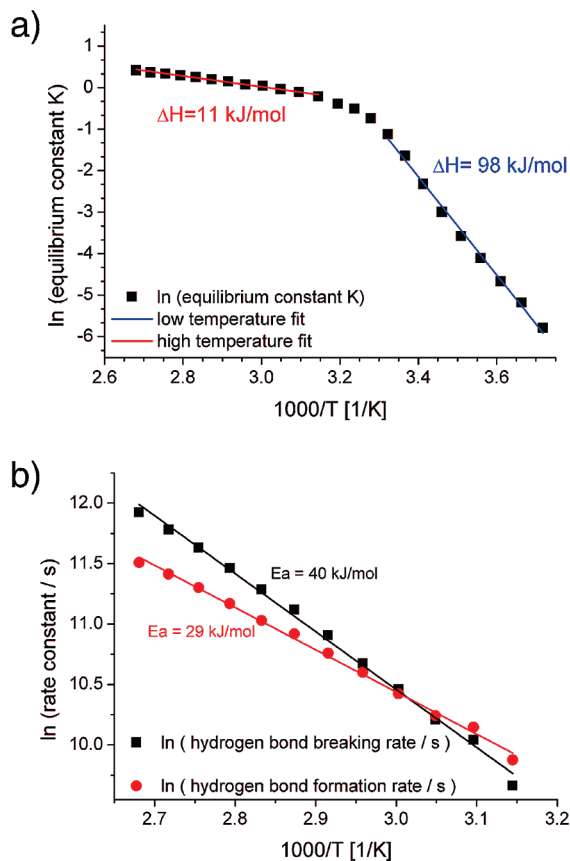 a)
1
0
-1
-2
-3
-4
-5
-6
ln (equilibrium constant K)
ΔH=11 kJ/mol
ΔH= 98 kJ/mol
ln (equilibrium constant K)
low temperature fit
high temperature fit
2.6 2.8 3.0 3.2 3.4 3.6
1000/T [1/K]
b)
12.0
11.5
11.0
10.5
10.0
ln (rate constant / s)
Ea = 40 kJ/mol
Ea = 29 kJ/mol
ln ( hydrogen bond breaking rate / s )
ln ( hydrogen bond formation rate / s )
2.7 2.8 2.9 3.0 3.1 3.2
1000/T [1/K]